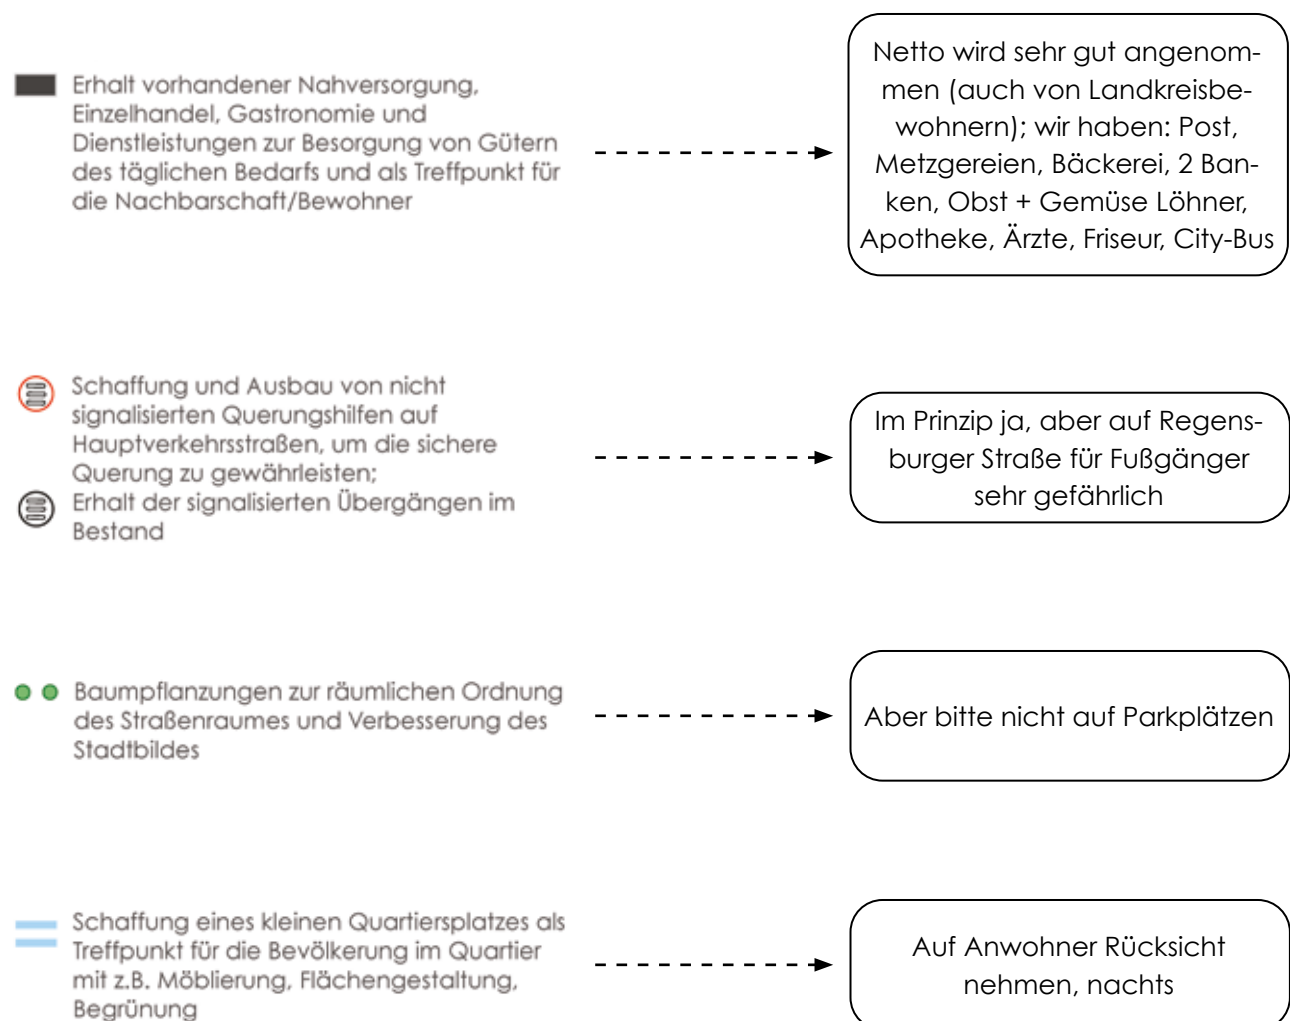 Erhalt vorhandener Nahversorgung,
Einzelhandel, Gastronomie und
Dienstleistungen zur Besorgung von Gütern
des täglichen Bedarfs und als Treffpunkt für
die Nachbarschaft/Bewohner
Netto wird sehr gut angenom-
men (auch von Landkreisbe-
wohnern); wir haben: Post,
Metzgereien, Bäckerei, 2 Ban-
ken, Obst + Gemüse Löhner,
Apotheke, Ärzte, Friseur, City-Bus
Schaffung und Ausbau von nicht
signalisierten Querungshilfen auf
Hauptverkehrsstraßen, um die sichere
Querung zu gewährleisten;
Erhalt der signalisierten Übergängen im
Bestand
Im Prinzip ja, aber auf Regens-
burger Straße für Fußgänger
sehr gefährlich
Baumpflanzungen zur räumlichen Ordnung
des Straßenraumes und Verbesserung des
Stadtbildes
Aber bitte nicht auf Parkplätzen
Schaffung eines kleinen Quartiersplatzes als
Treffpunkt für die Bevölkerung im Quartier
mit z.B. Möblierung, Flächengestaltung,
Begrünung
Auf Anwohner Rücksicht
nehmen, nachts